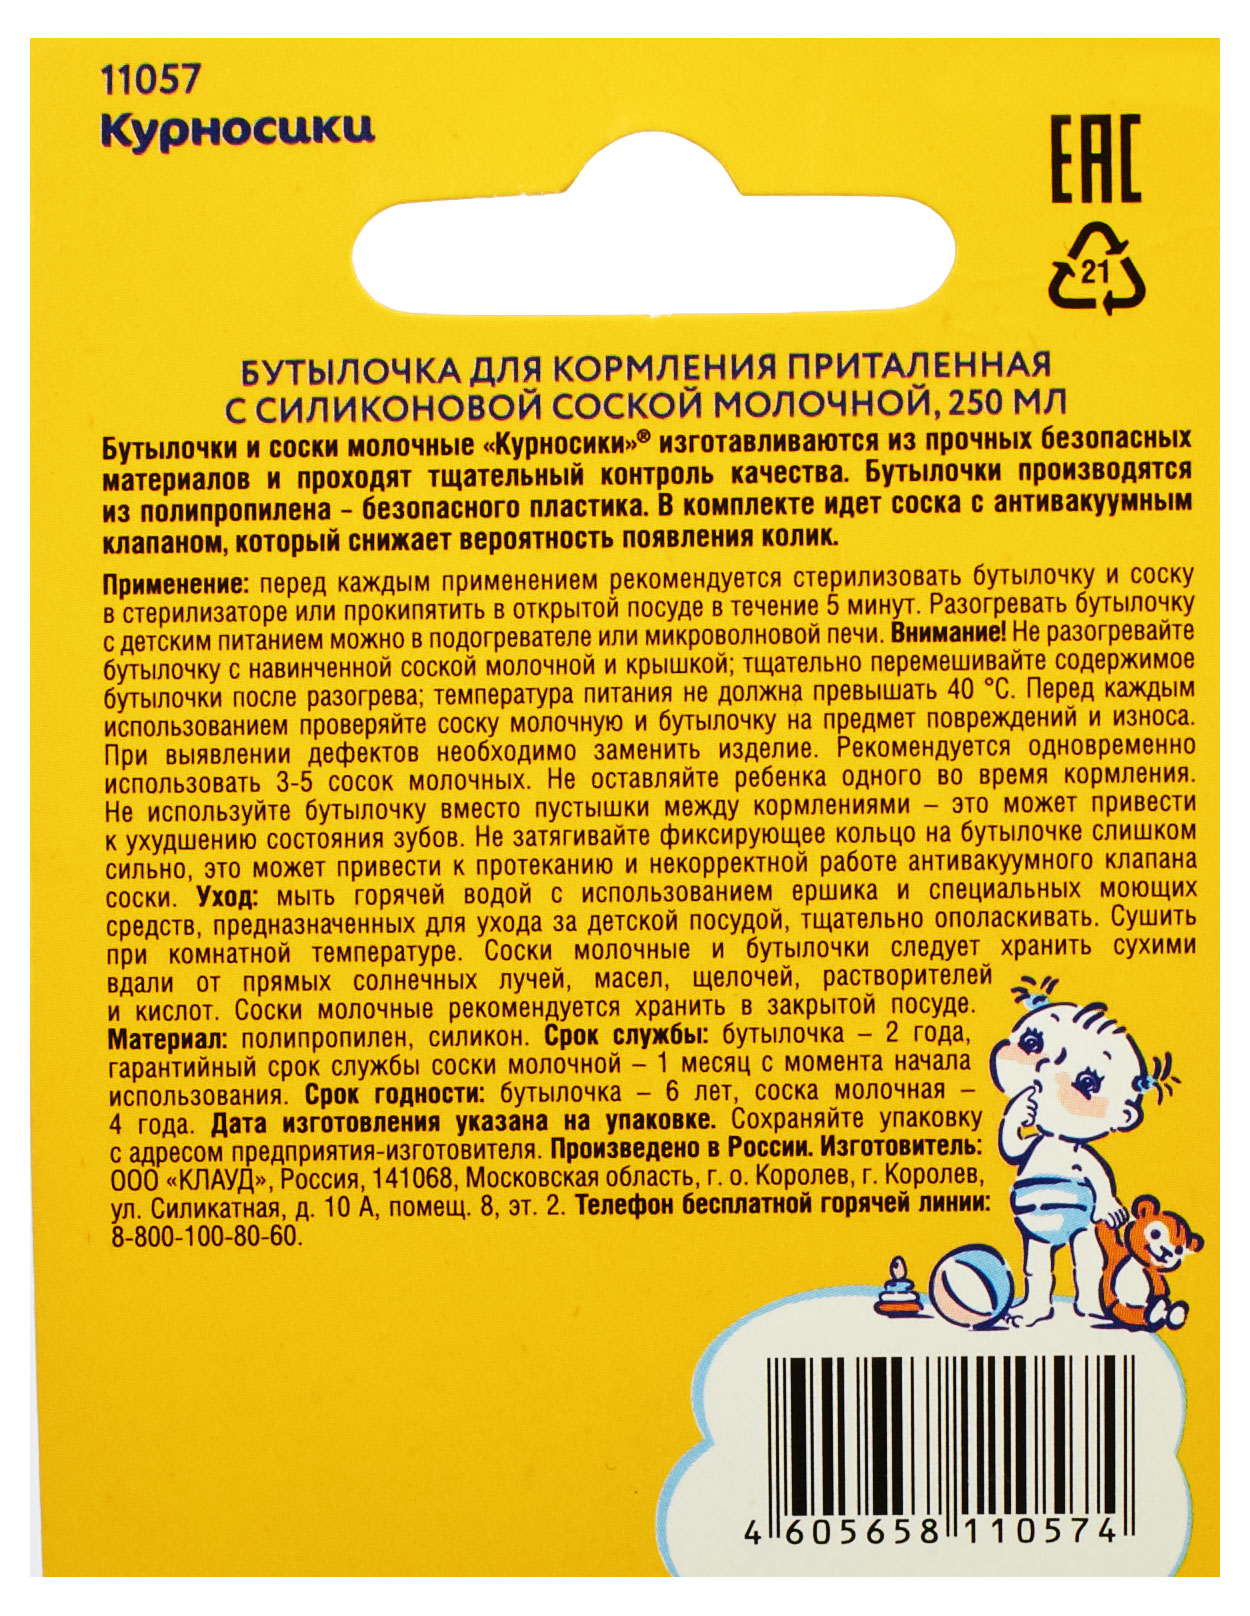 11057
Курносики
ЕАС
21
БУТЫЛОЧКА ДЛЯ КОРМЛЕНИЯ ПРИТАЛЕННАЯ
С СИЛИКОНОВОЙ СОСКОЙ МОЛОЧНОЙ, 250 МЛ
Бутылочки и соски молочные «Курносики»® изготавливаются из прочных безопасных
материалов и проходят тщательный контроль качества. Бутылочки производятся
из полипропилена – безопасного пластика. В комплекте идет соска с антивакуумным
клапаном, который снижает вероятность появления колик.
Применение: перед каждым применением рекомендуется стерилизовать бутылочку и соску
в стерилизаторе или прокипятить в открытой посуде в течение 5 минут. Разогревать бутылочку
с детским питанием можно в подогревателе или микроволновой печи. Внимание! Не разогревайте
бутылочку с навинченной соской молочной и крышкой; тщательно перемешивайте содержимое
бутылочки после разогрева; температура питания не должна превышать 40 °С. Перед каждым
использованием проверяйте соску молочную и бутылочку на предмет повреждений и износа.
При выявлении дефектов необходимо заменить изделие. Рекомендуется одновременно
использовать 3-5 сосок молочных. Не оставляйте ребенка одного во время кормления.
Не используйте бутылочку вместо пустышки между кормлениями – это может привести
к ухудшению состояния зубов. Не затягивайте фиксирующее кольцо на бутылочке слишком
сильно, это может привести к протеканию и некорректной работе антивакуумного клапана
соски. Уход: мыть горячей водой с использованием ершика и специальных моющих
средств, предназначенных для ухода за детской посудой, тщательно ополаскивать. Сушить
при комнатной температуре. Соски молочные и бутылочки следует хранить сухими
вдали от прямых солнечных лучей, масел, щелочей, растворителей
и кислот. Соски молочные рекомендуется хранить в закрытой посуде.
Материал: полипропилен, силикон. Срок службы: бутылочка – 2 года,
гарантийный срок службы соски молочной – 1 месяц с момента начала
использования. Срок годности: бутылочка – 6 лет, соска молочная –
4 года. Дата изготовления указана на упаковке. Сохраняйте упаковку
с адресом предприятия-изготовителя. Произведено в России. Изготовитель:
ООО «КЛАУД», Россия, 141068, Московская область, г. о. Королев, г. Королев,
ул. Силикатная, д. 10 А, помещ. 8, эт. 2. Телефон бесплатной горячей линии:
8-800-100-80-60.
4 605658 110574